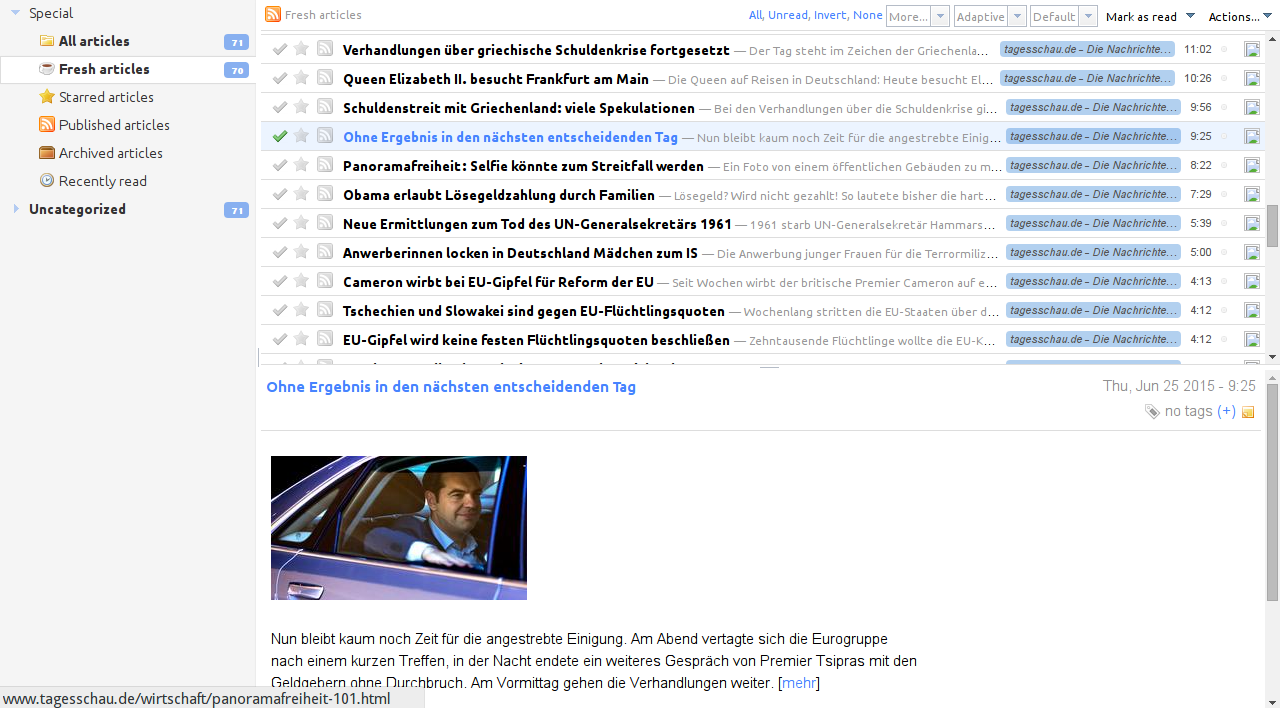 Special
All articles 71
Fresh articles 70
Starred articles
Published articles
Archived articles
Recently read
Uncategorized 71
Fresh articles All, Unread, Invert, None More... Adaptive Default Mark as read Actions...
Verhandlungen über griechische Schuldenkrise fortgesetzt — Der Tag steht im Zeichen der Griechenla... tagesschau.de - Die Nachrichte... 11:02
Queen Elizabeth II. besucht Frankfurt am Main — Die Queen auf Reisen in Deutschland: Heute besucht El... tagesschau.de - Die Nachrichte... 10:26
Schuldenstreit mit Griechenland: viele Spekulationen — Bei den Verhandlungen über die Schuldenkrise gi... tagesschau.de - Die Nachrichte... 9:56
Ohne Ergebnis in den nächsten entscheidenden Tag — Nun bleibt kaum noch Zeit für die angestrebte Einig... tagesschau.de - Die Nachrichte... 9:25
Panoramafreiheit: Selfie könnte zum Streitfall werden — Ein Foto von einem öffentlichen Gebäuden zu m... tagesschau.de - Die Nachrichte... 8:22
Obama erlaubt Lösegeldzahlung durch Familien — Lösegeld? Wird nicht gezahlt! So lautete bisher die hart... tagesschau.de - Die Nachrichte... 7:29
Neue Ermittlungen zum Tod des UN-Generalsekretärs 1961 — 1961 starb UN-Generalsekretär Hammars... tagesschau.de - Die Nachrichte... 5:39
Anwerberinnen locken in Deutschland Mädchen zum IS — Die Anwerbung junger Frauen für die Terrormiliz... tagesschau.de - Die Nachrichte... 5:00
Cameron wirbt bei EU-Gipfel für Reform der EU — Seit Wochen wirbt der britische Premier Cameron auf e... tagesschau.de - Die Nachrichte... 4:13
Tschechien und Slowakei sind gegen EU-Flüchtlingsquoten — Wochenlang stritten die EU-Staaten über d... tagesschau.de - Die Nachrichte... 4:12
EU-Gipfel wird keine festen Flüchtlingsquoten beschließen — Zehntausende Flüchtlinge wollte die EU-K... tagesschau.de - Die Nachrichte... 4:12
Ohne Ergebnis in den nächsten entscheidenden Tag Thu, Jun 25 2015 - 9:25
no tags (+)
Nun bleibt kaum noch Zeit für die angestrebte Einigung. Am Abend vertagte sich die Eurogruppe
nach einem kurzen Treffen, in der Nacht endete ein weiteres Gespräch von Premier Tsipras mit den
Geldgebern ohne Durchbruch. Am Vormittag gehen die Verhandlungen weiter. [mehr]
www.tagesschau.de/wirtschaft/panoramafreiheit-101.html